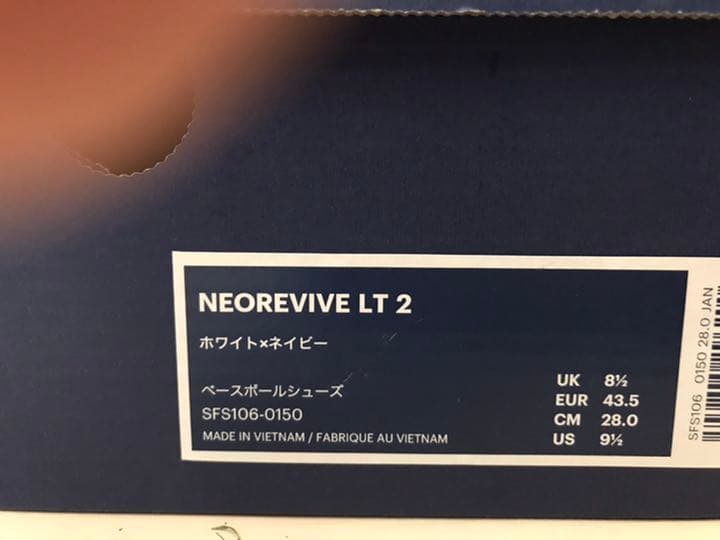 NEOREVIVE LT 2
ホワイト×ネイビー
ベースボールシューズ
SFS106-0150
MADE IN VIETNAM / FABRIQUE AU VIETNAM
UK 8½
EUR 43.5
CM 28.0
US 9½
SFS106 0150 28.0 JAN